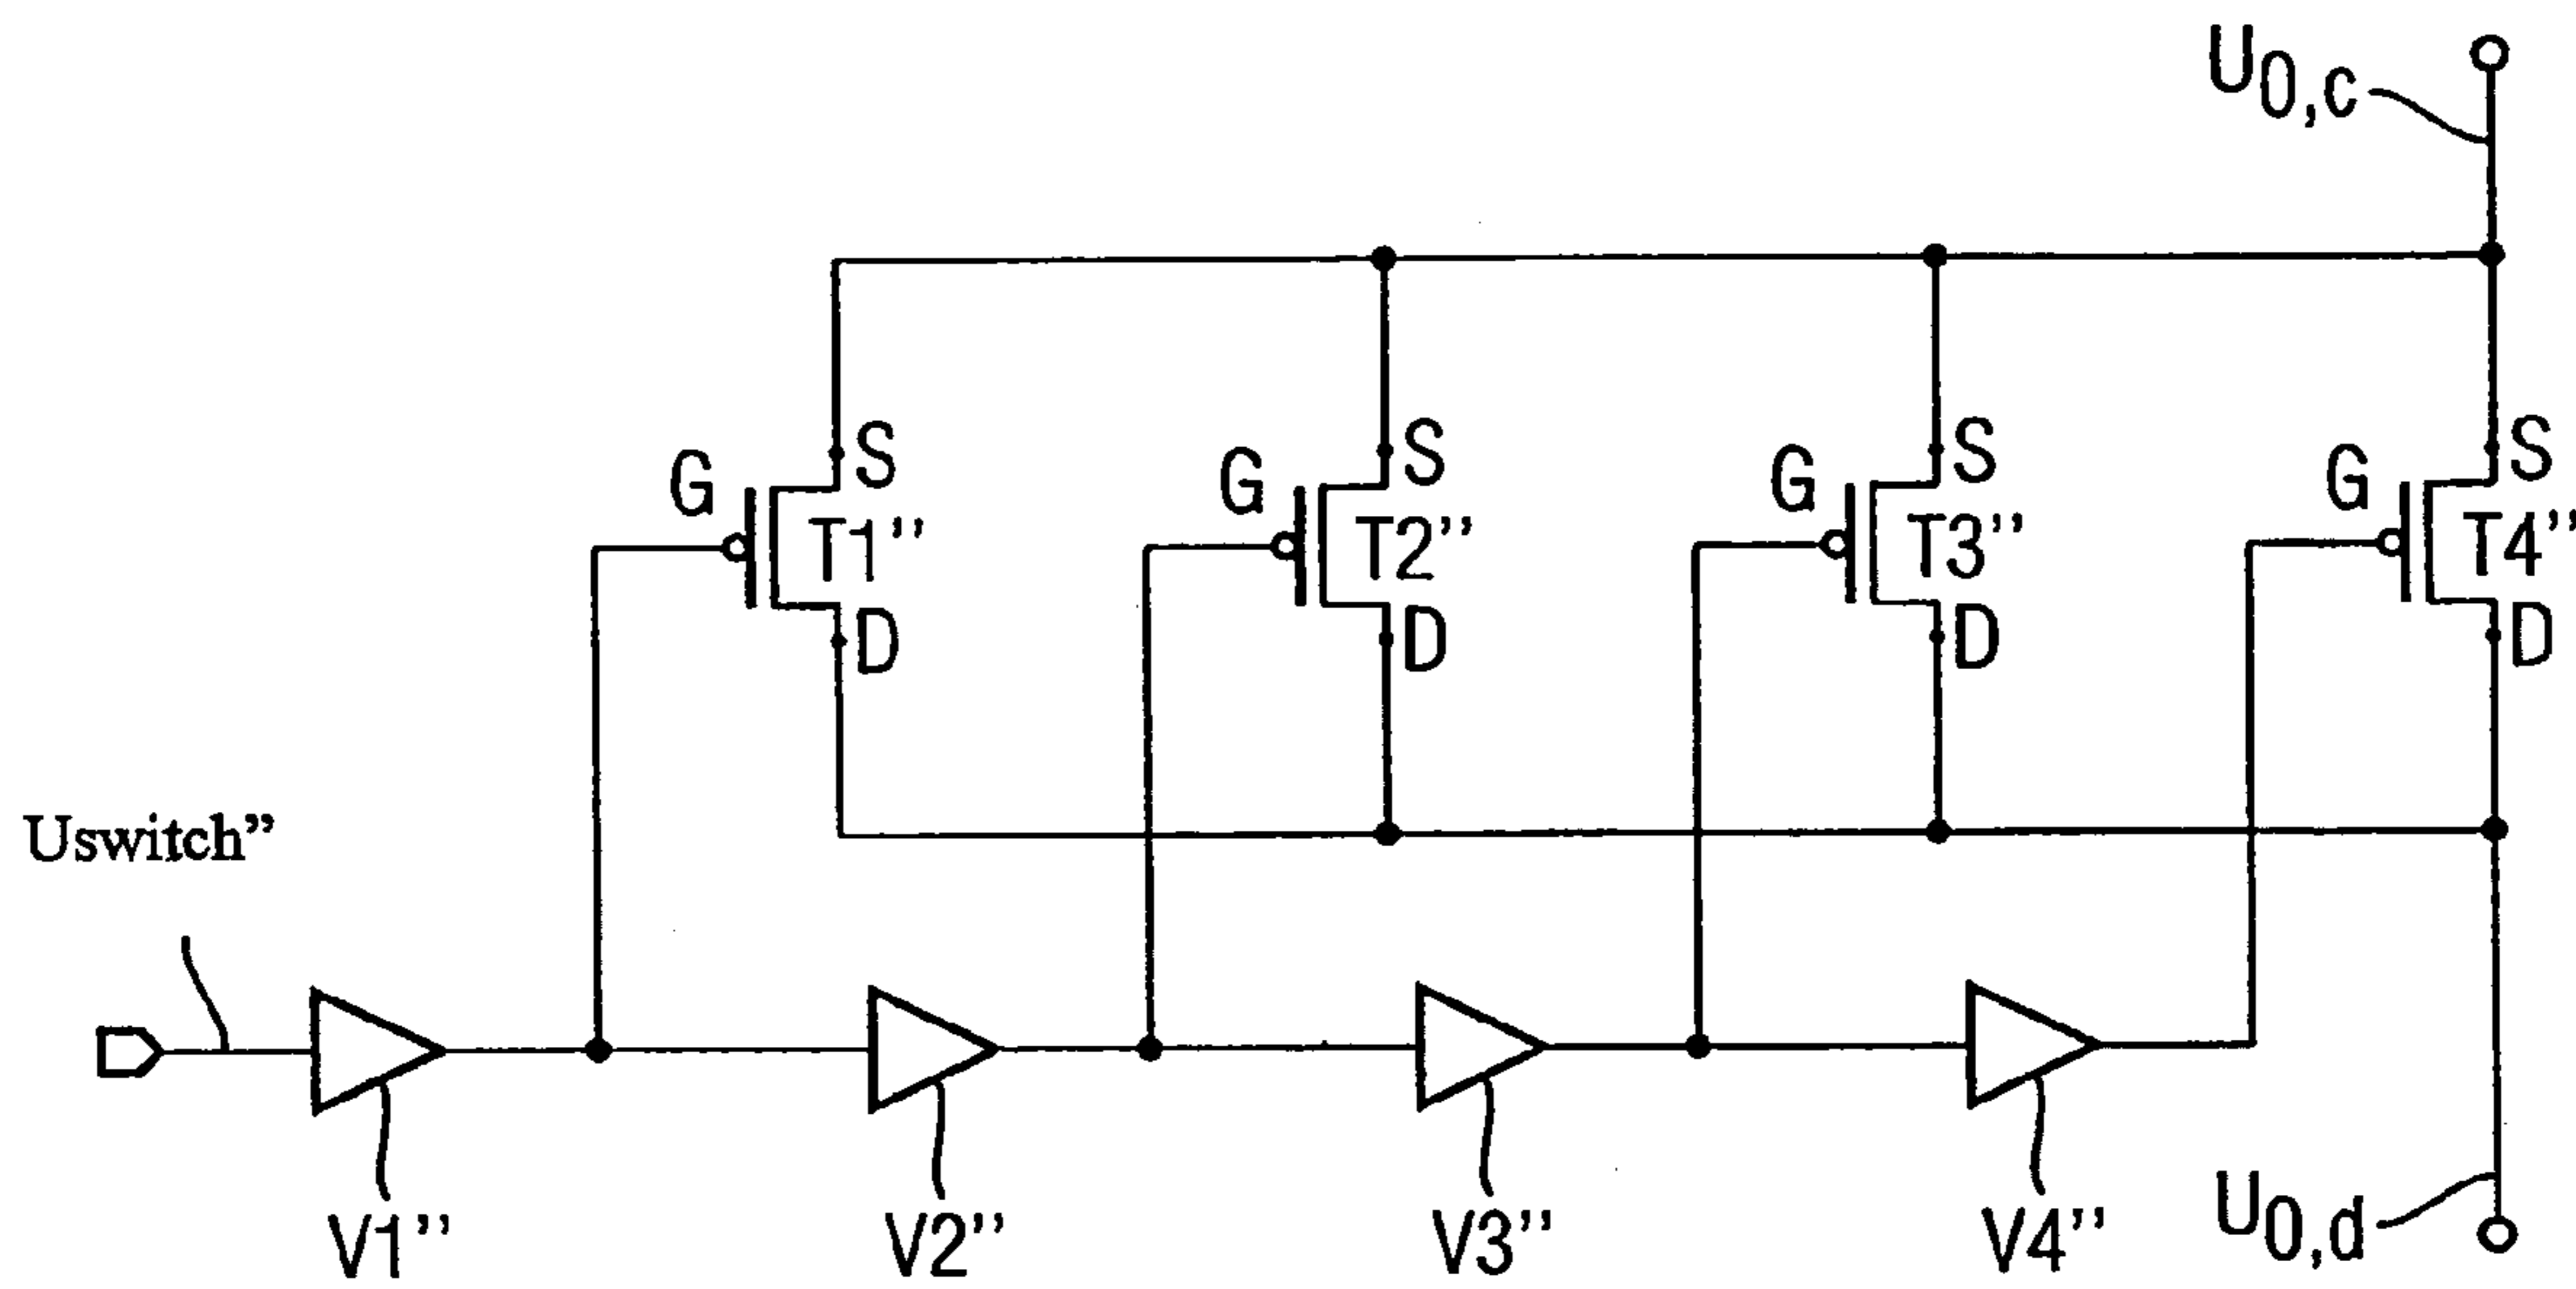 U0,c
S
S
S
S
G
G
G
G
T1''
T2''
T3''
T4''
D
D
D
D
Uswitch”
V1''
V2''
V3''
V4''
U0,d